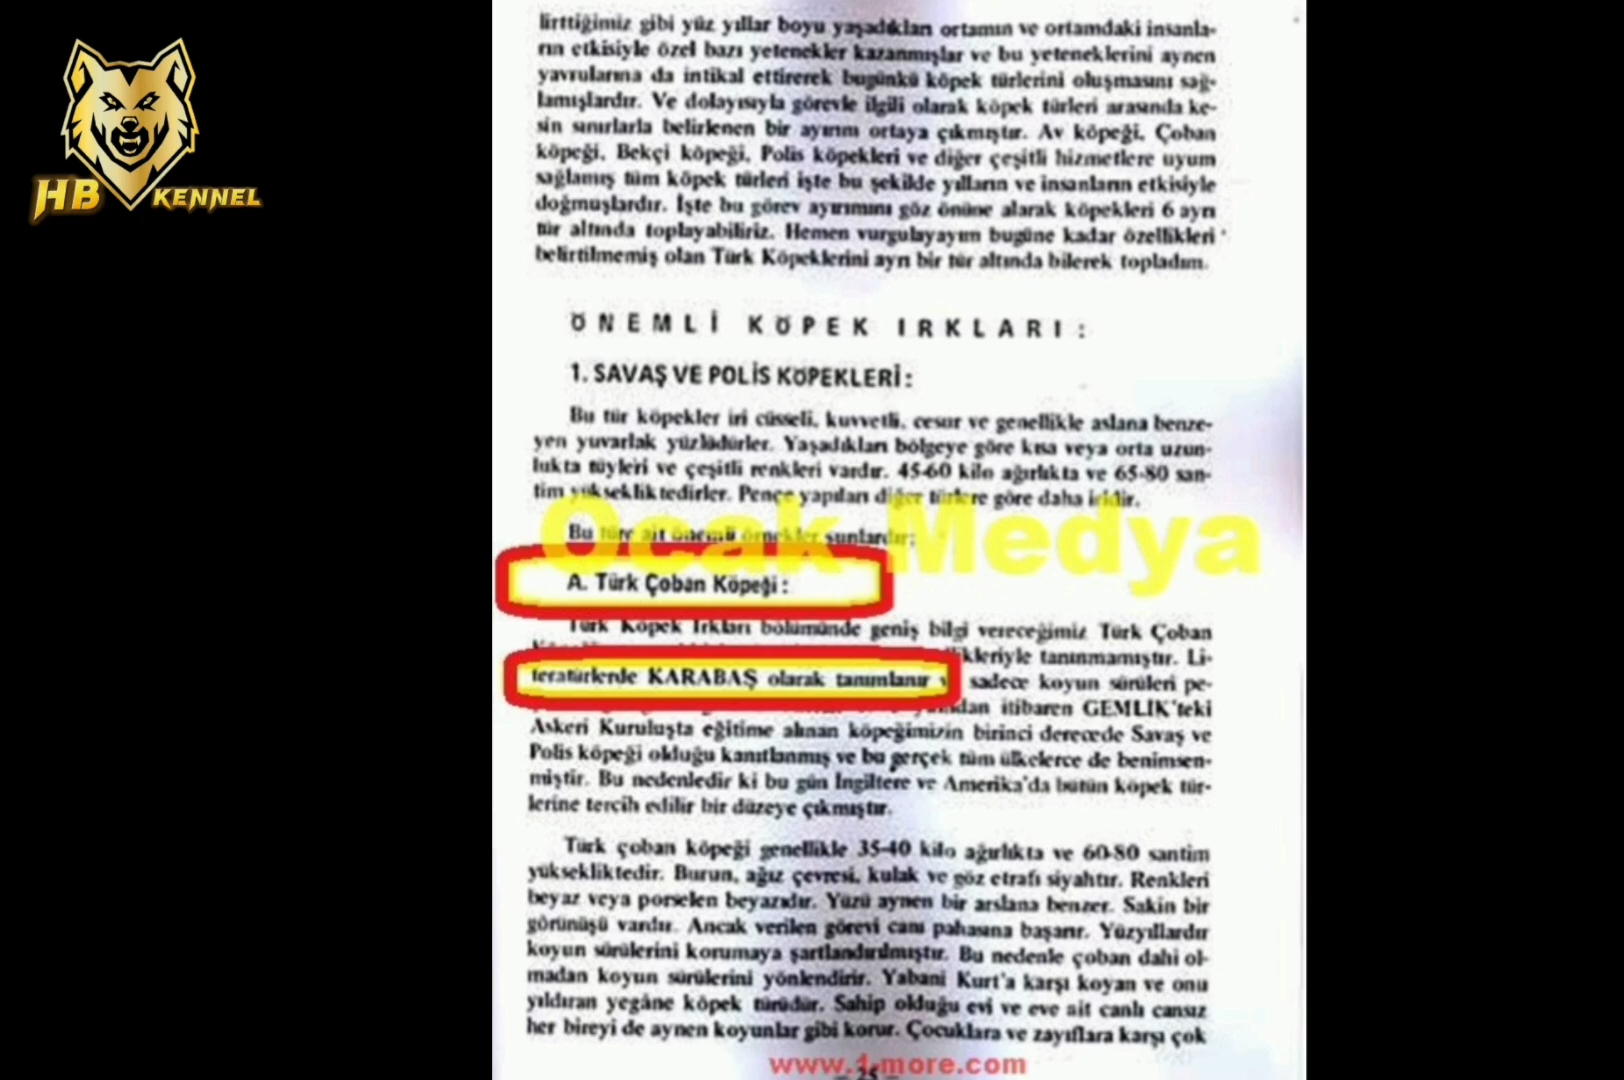 HB KENNEL
lirttiğimiz gibi yüz yıllar boyu yaşadıkları ortamın ve ortamdaki insanla-
rın etkisiyle özel bazı yetenekler kazanmışlar ve bu yeteneklerini aynen
yavrularına da intikal ettirerek bugünkü köpek türlerini oluşmasını sağ-
lamışlardır. Ve dolayısıyla görevle ilgili olarak köpek türleri arasında ke-
sin sınırlarla belirlenen bir ayırım ortaya çıkmıştır. Av köpeği, Çoban
köpeği, Bekçi köpeği, Polis köpekleri ve diğer çeşitli hizmetlere uyum
sağlamış tüm köpek türleri işte bu şekilde yılların ve insanların etkisiyle
doğmuşlardır. İşte bu görev ayırımını göz önüne alarak köpekleri 6 ayrı
tür altında toplayabiliriz. Hemen vurgulayayım bugüne kadar özellikleri
belirtilmemiş olan Türk Köpeklerini ayrı bir tür altında bilerek topladım.
ÖNEMLİ KÖPEK IRKLARI :
1. SAVAŞ VE POLİS KÖPEKLERİ :
Bu tür köpekler iri cüsseli, kuvvetli, cesur ve genellikle aslana benze-
yen yuvarlak yüzlüdürler. Yaşadıkları bölgeye göre kısa veya orta uzun-
lukta tüyleri ve çeşitli renkleri vardır. 45-60 kilo ağırlıkta ve 65-80 san-
tim yüksekliktedirler. Pençe yapıları diğer türlere göre daha iridir.
Bu türe ait önemli örnekler şunlardır;
Ocak Medya
A. Türk Çoban Köpeği :
Türk Köpek Irkları bölümünde geniş bilgi vereceğimiz Türk Çoban
kleriyle tanınmamıştır. Li-
teratürlerde KARABAŞ olarak tanımlanır sadece koyun sürüleri pe-
itibaren GEMLİK'teki
Askeri Kuruluşta eğitime alınan köpeğimizin birinci derecede Savaş ve
Polis köpeği olduğu kanıtlanmış ve bu gerçek tüm ülkelerce de benimsen-
miştir. Bu nedenledir ki bu gün İngiltere ve Amerika'da bütün köpek tür-
lerine tercih edilir bir düzeye çıkmıştır.
Türk çoban köpeği genellikle 35-40 kilo ağırlıkta ve 60-80 santim
yüksekliktedir. Burun, ağız çevresi, kulak ve göz etrafı siyahtır. Renkleri
beyaz veya porselen beyazıdır. Yüzü aynen bir arslana benzer. Sakin bir
görünüşü vardır. Ancak verilen görevi canı pahasına başarır. Yüzyıllardır
koyun sürülerini korumaya şartlandırılmıştır. Bu nedenle çoban dahi ol-
madan koyun sürülerini yönlendirir. Yabani Kurt'a karşı koyan ve onu
yıldıran yegâne köpek türüdür. Sahip olduğu evi ve eve ait canlı cansız
her bireyi de aynen koyunlar gibi korur. Çocuklara ve zayıflara karşı çok
www.1-more.com
— 25 —